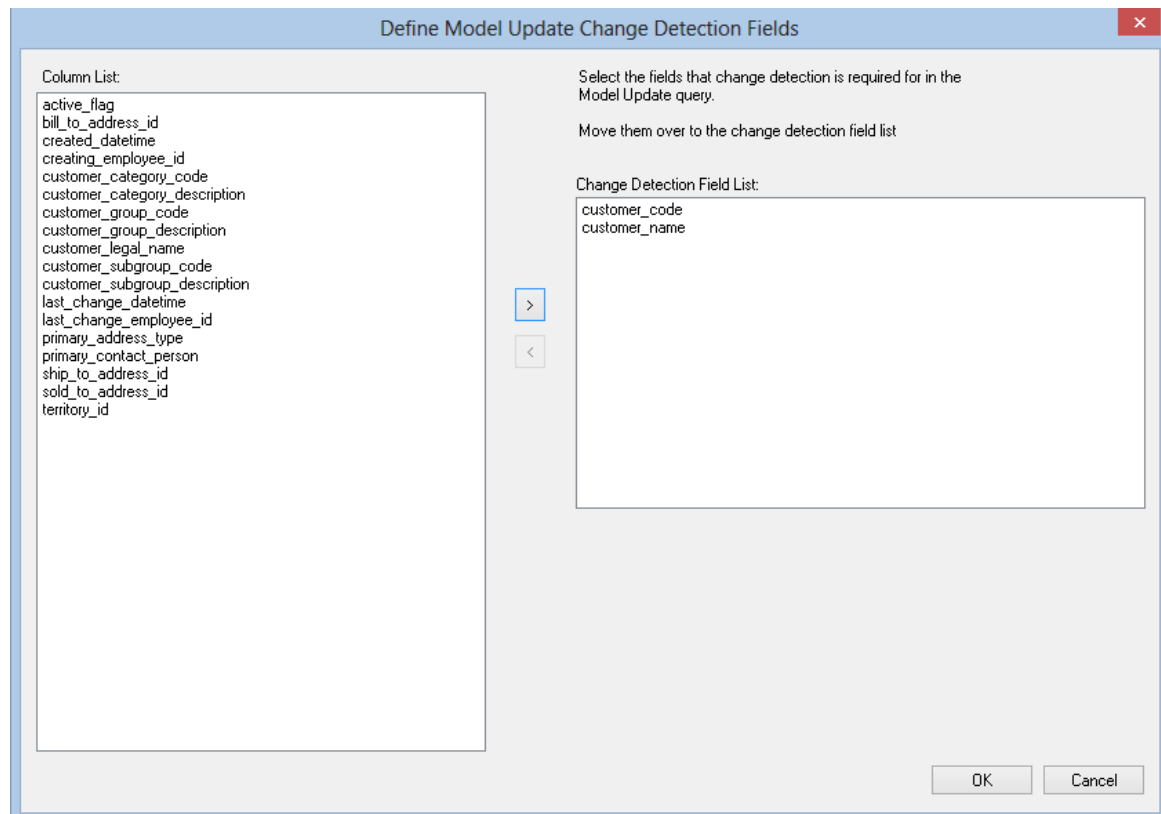 Define Model Update Change Detection Fields
×
Column List:
active_flag
bill_to_address_id
created_datetime
creating_employee_id
customer_category_code
customer_category_description
customer_group_code
customer_group_description
customer_legal_name
customer_subgroup_code
customer_subgroup_description
last_change_datetime
last_change_employee_id
primary_address_type
primary_contact_person
ship_to_address_id
sold_to_address_id
territory_id
>
<
Select the fields that change detection is required for in the
Model Update query.
Move them over to the change detection field list
Change Detection Field List:
customer_code
customer_name
OK
Cancel